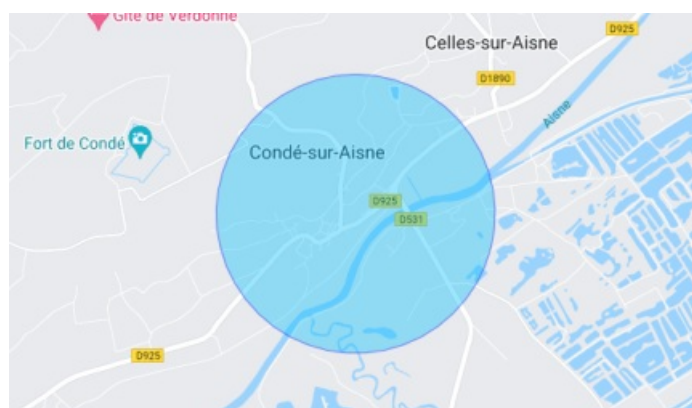 Gîte de Verdonne
D925
Celles-sur-Aisne
D1890
Aisne
Fort de Condé
Condé-sur-Aisne
D925
D531
D925